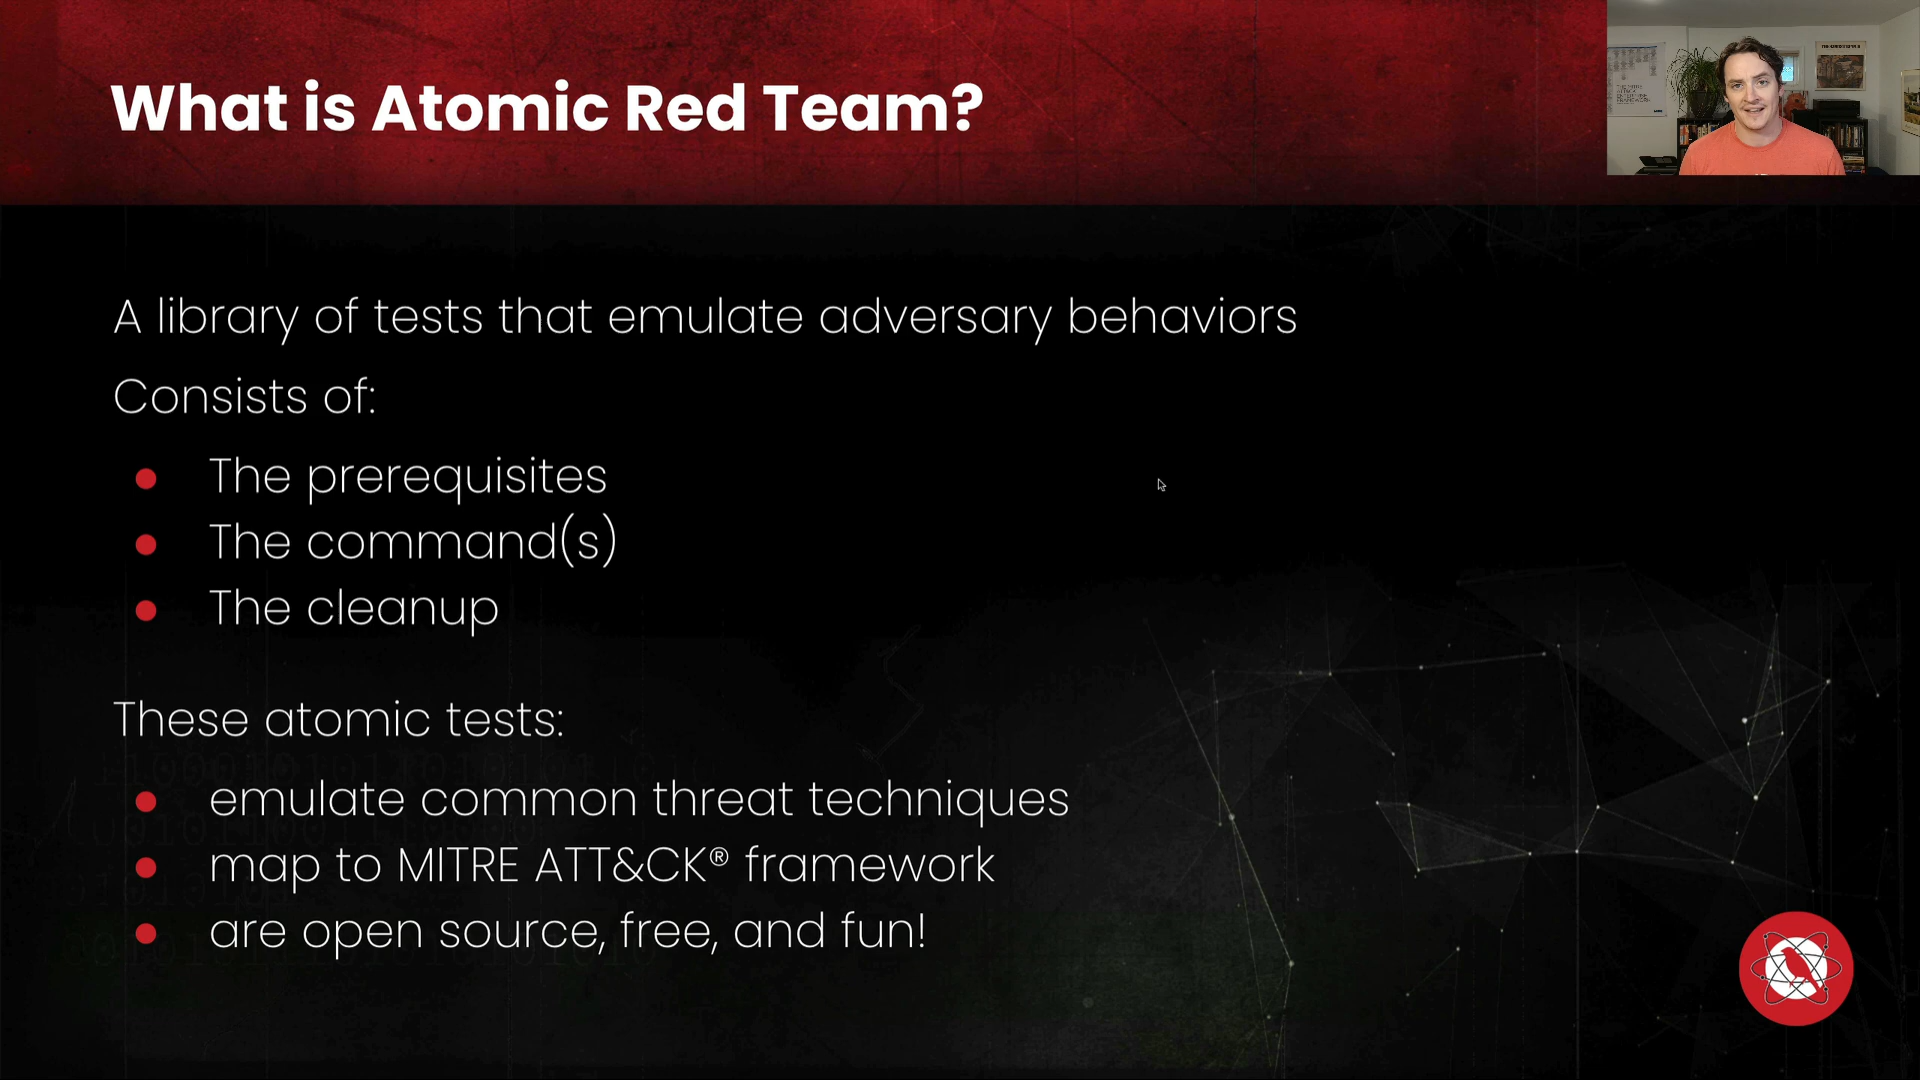 What is Atomic Red Team?
A library of tests that emulate adversary behaviors
Consists of:
● The prerequisites
● The command(s)
● The cleanup
These atomic tests:
● emulate common threat techniques
● map to MITRE ATT&CK® framework
● are open source, free, and fun!